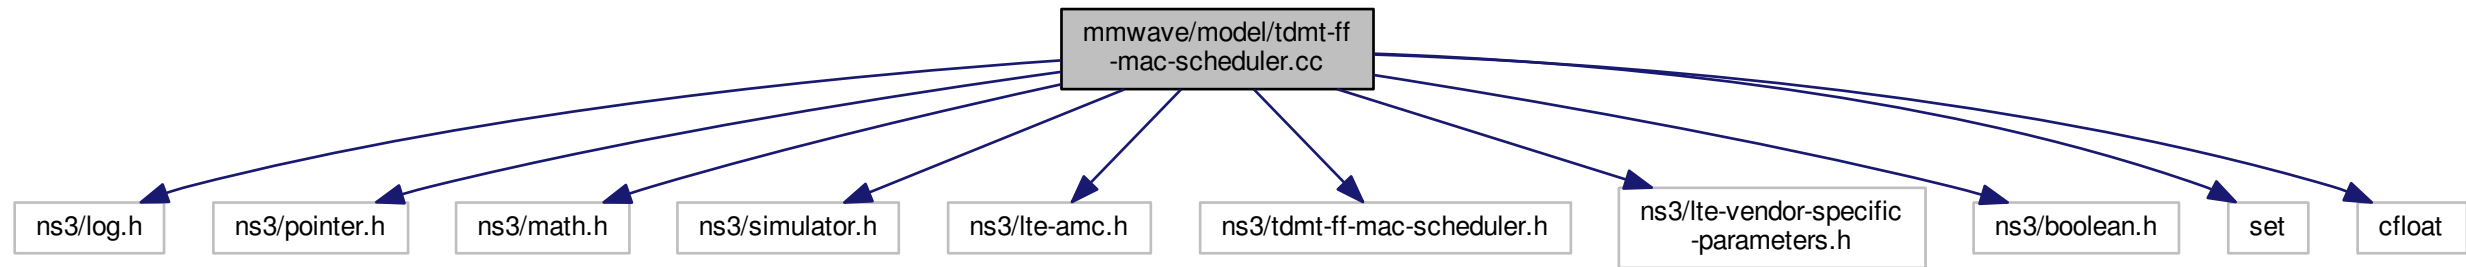 mmwave/model/tdmt-ff
-mac-scheduler.cc
ns3/log.h
ns3/pointer.h
ns3/math.h
ns3/simulator.h
ns3/lte-amc.h
ns3/tdmt-ff-mac-scheduler.h
ns3/lte-vendor-specific
-parameters.h
ns3/boolean.h
set
cfloat